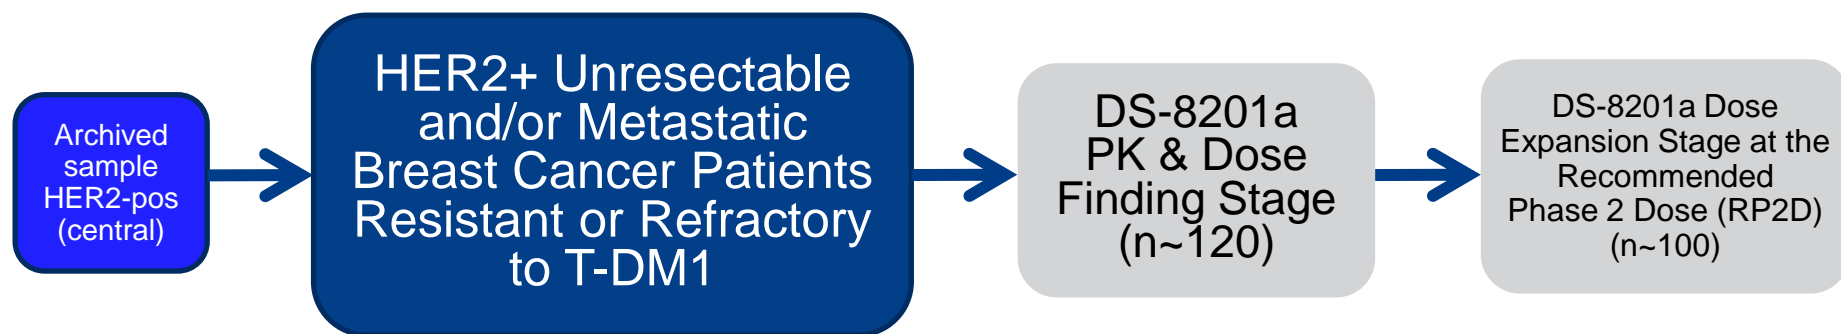 Archived
sample
HER2-pos
(central)
HER2+ Unresectable
and/or Metastatic
Breast Cancer Patients
Resistant or Refractory
to T-DM1
DS-8201a
PK & Dose
Finding Stage
(n~120)
DS-8201a Dose
Expansion Stage at the
Recommended
Phase 2 Dose (RP2D)
(n~100)